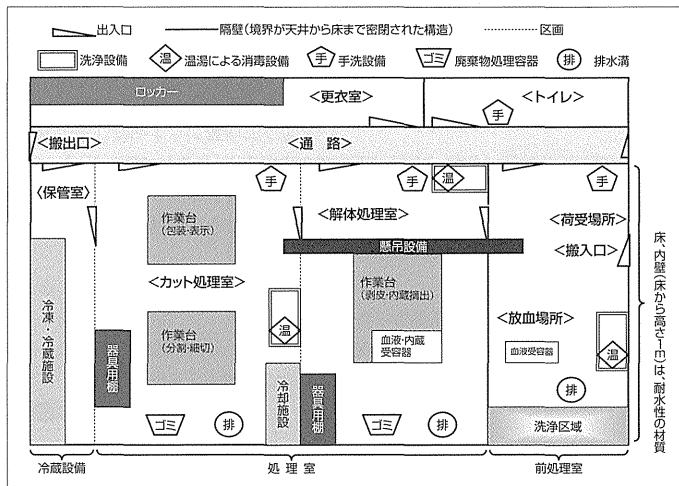 出入口
隔壁(境界が天井から床まで密閉された構造)
区画
洗浄設備
温
温湯による消毒設備
手
手洗設備
ゴミ
廃棄物処理容器
排
排水溝
ロッカー
<更衣室>
<トイレ>
手
<搬出口>
<通 路>
手
手
温
手
〈保管室〉
作業台
(包装・表示)
<解体処理室>
<荷受場所>
懸吊設備
<搬入口>
<カット処理室>
作業台
(剥皮・内蔵摘出)
冷凍・冷蔵施設
温
<放血場所>
作業台
(分割・細切)
血液・内蔵
受容器
血液受容器
温
器具用棚
冷却施設
器具用棚
排
ゴミ
排
ゴミ
排
洗浄区域
冷蔵設備
処 理 室
前処理室
床、内壁(床から高さ1m)は、耐水性の材質